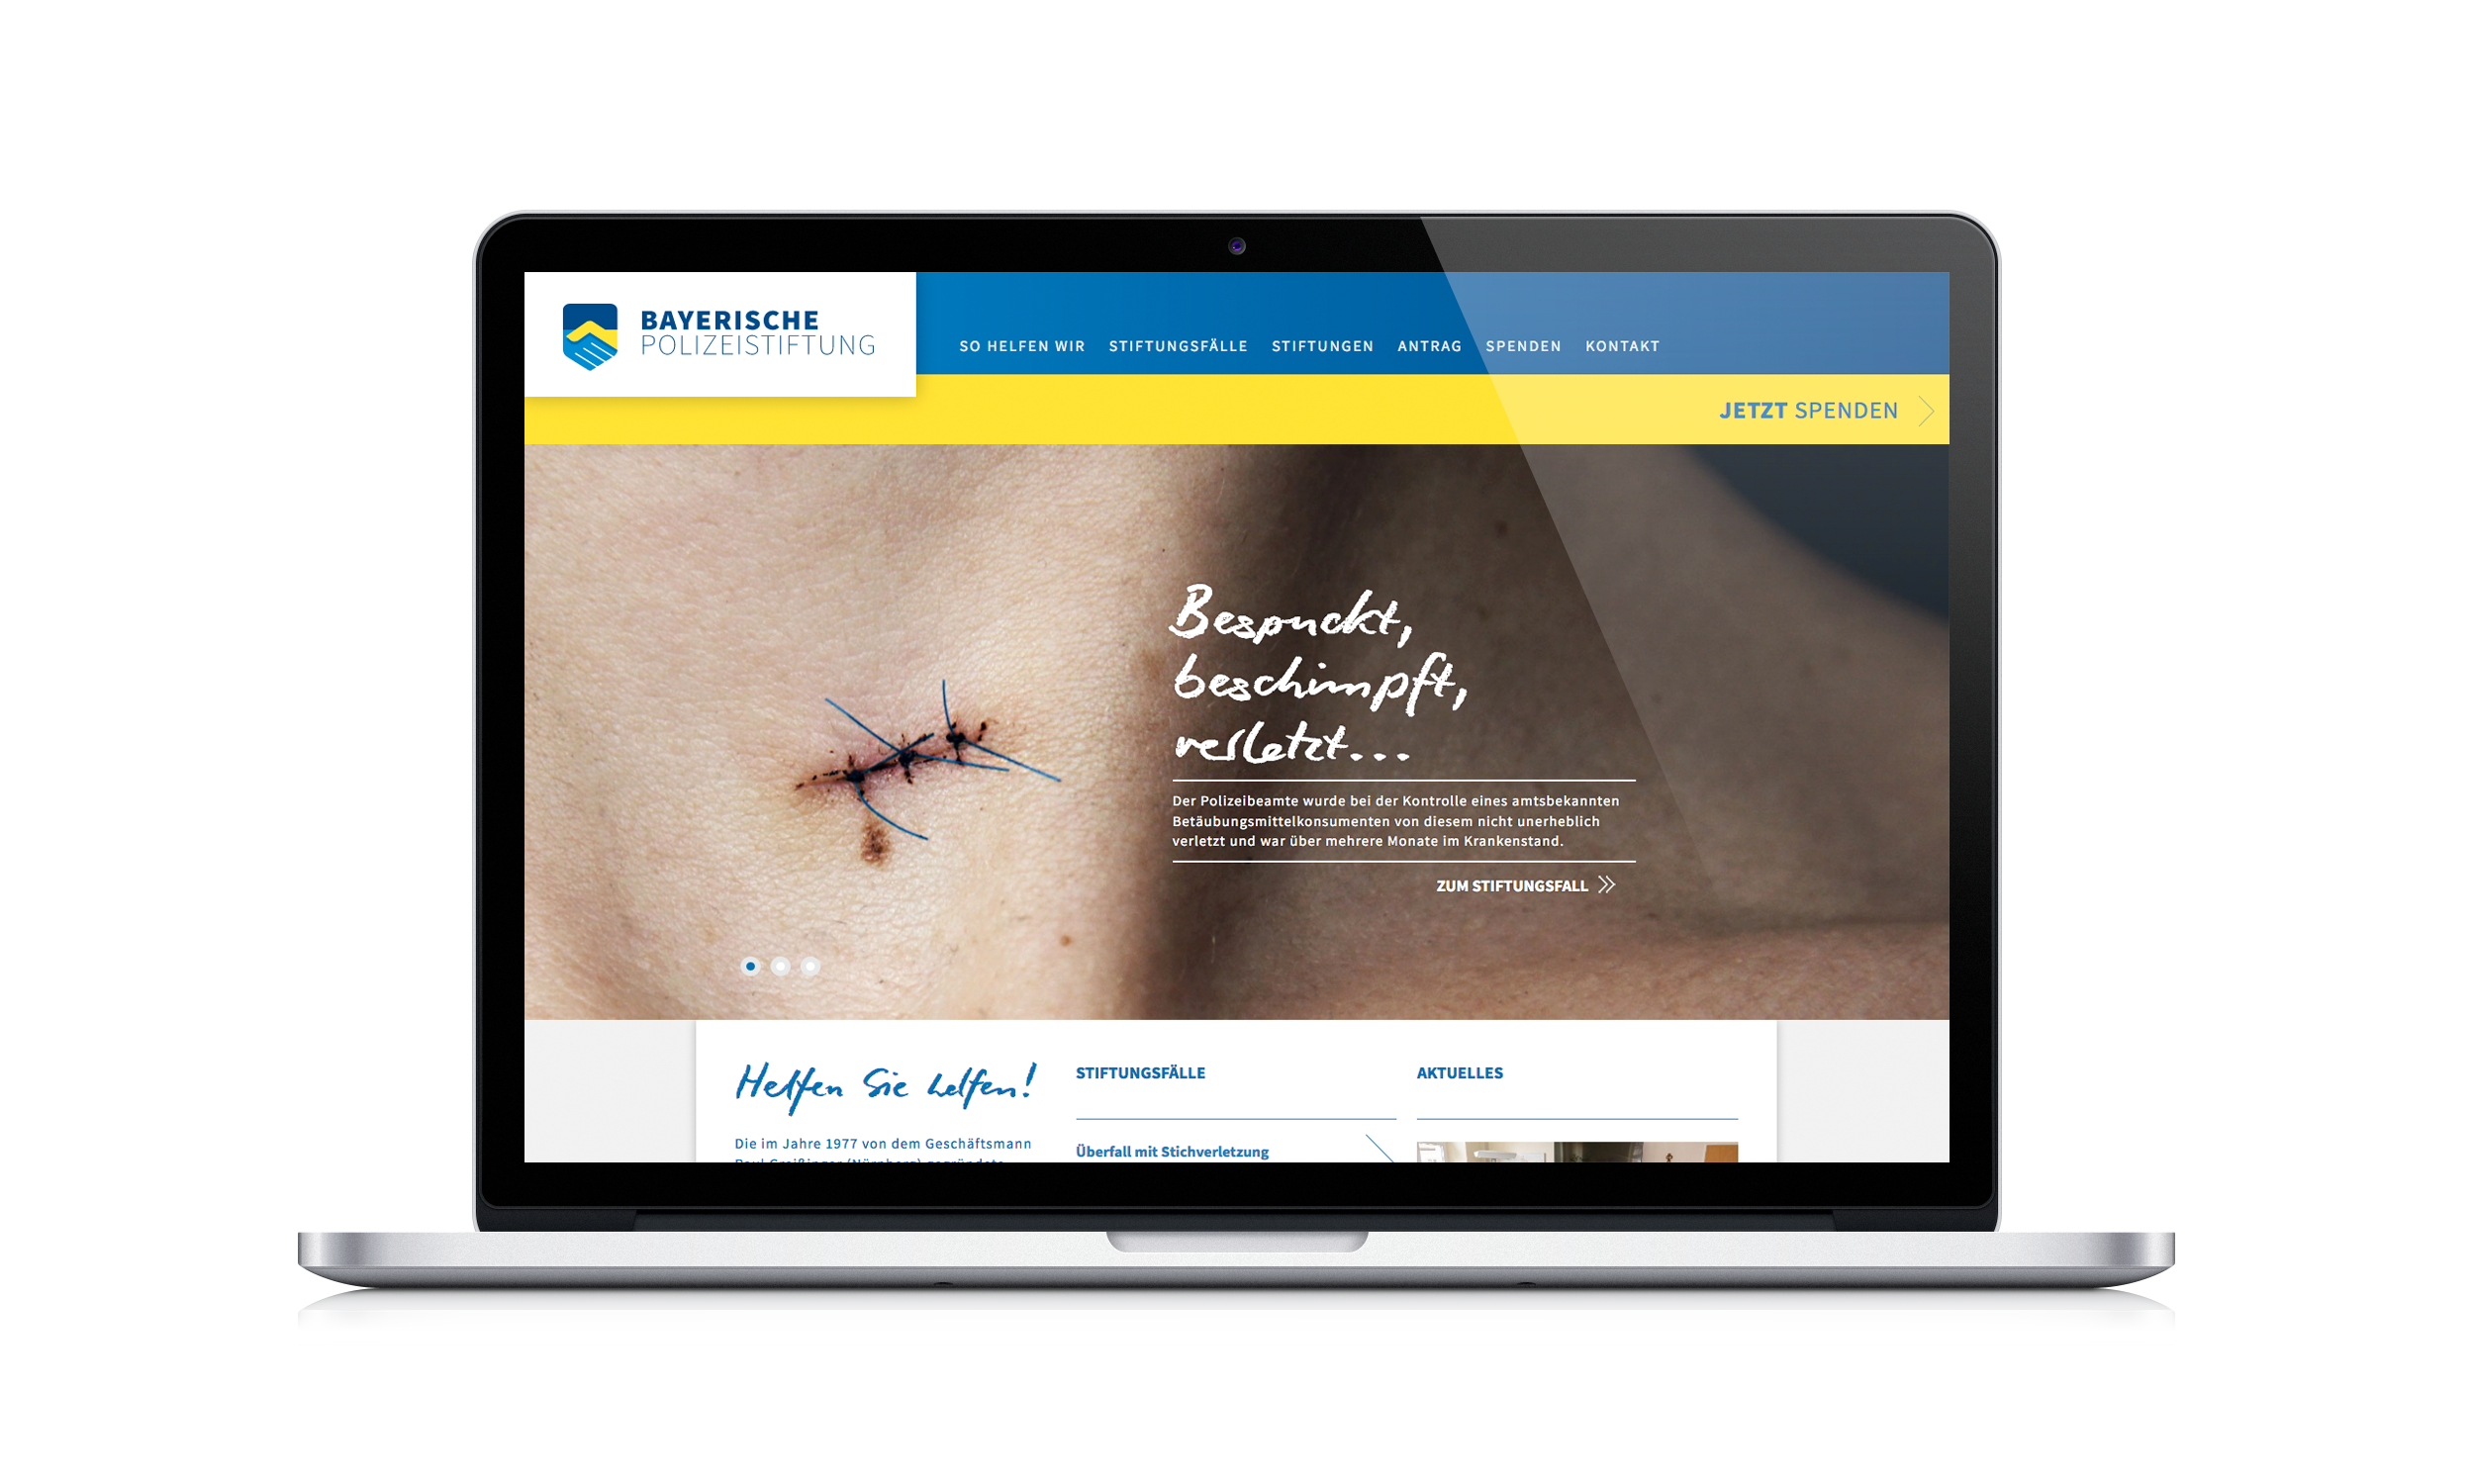 BAYERISCHE
POLIZEISTIFTUNG
SO HELFEN WIR STIFTUNGSFÄLLE STIFTUNGEN ANTRAG SPENDEN KONTAKT
JETZT SPENDEN
Bespuckt,
beschimpft,
verletzt...
Der Polizeibeamte wurde bei der Kontrolle eines amtsbekannten
Betäubungsmittelkonsumenten von diesem nicht unerheblich
verletzt und war über mehrere Monate im Krankenstand.
ZUM STIFTUNGSFALL
Helfen Sie helfen!
Die im Jahre 1977 von dem Geschäftsmann
STIFTUNGSFÄLLE
Überfall mit Stichverletzung
AKTUELLES